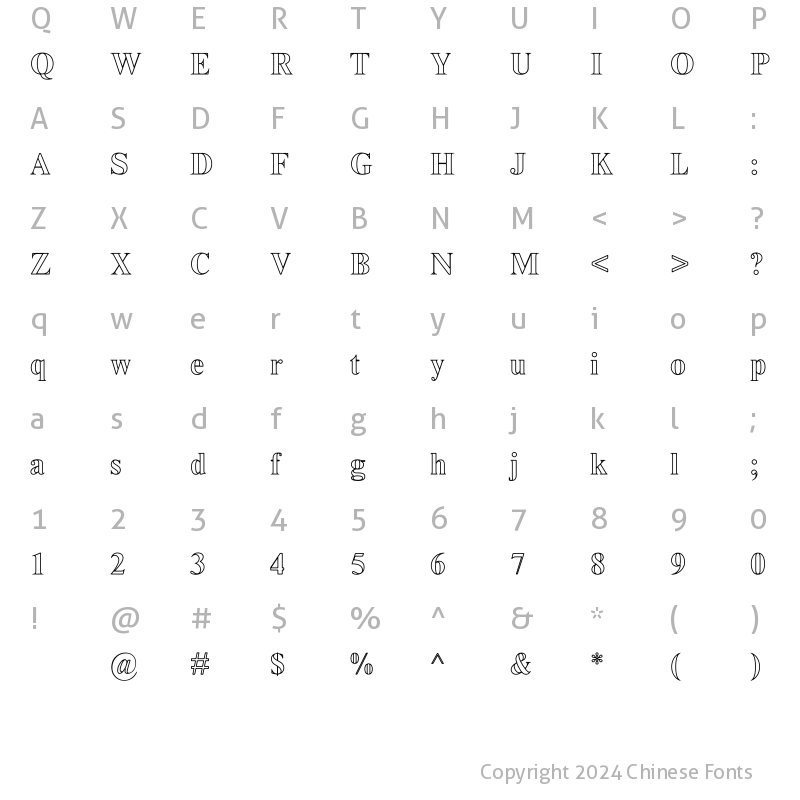 Q W E R T Y U I O P
Q W E R T Y U I O P
A S D F G H J K L :
A S D F G H J K L :
Z X C V B N M < > ?
Z X C V B N M < > ?
q w e r t y u i o p
q w e r t y u i o p
a s d f g h j k l ;
a s d f g h j k l ;
1 2 3 4 5 6 7 8 9 0
1 2 3 4 5 6 7 8 9 0
! @ # $ % ^ & * ( )
@ # $ % ^ & * ( )
Copyright 2024 Chinese Fonts